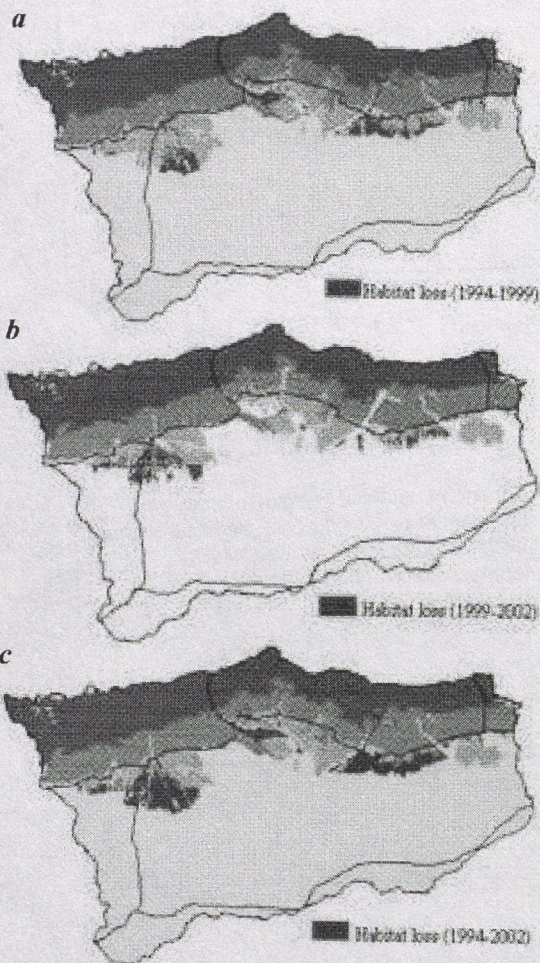 a
Habitat loss (1994-1999)
b
Habitat loss (1999-2002)
c
Habitat loss (1994-2002)